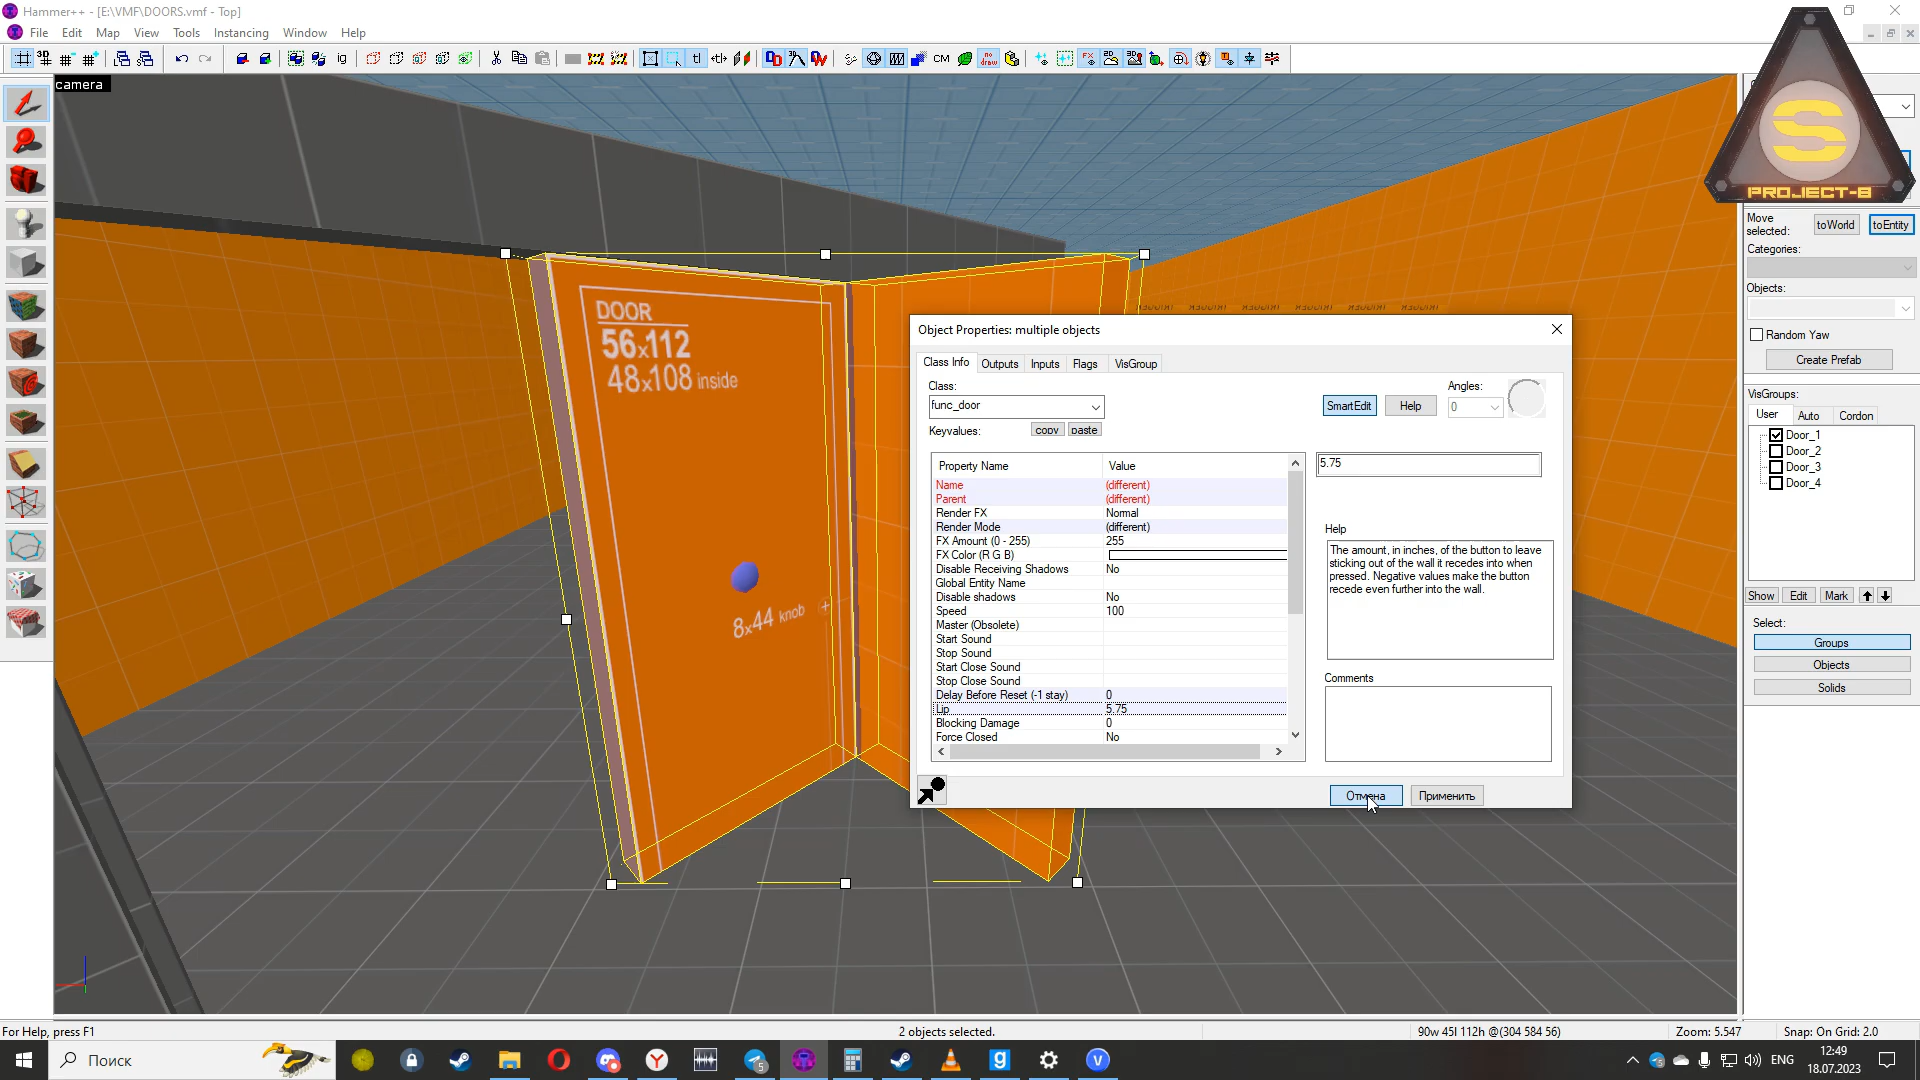 Hammer++ - [E:\VMF\DOORS.vmf - Top]
File Edit Map View Tools Instancing Window Help
camera
PROJECT-8
Move selected:
toWorld
toEntity
Categories:
Objects:
Random Yaw
Create Prefab
VisGroups:
User
Auto
Cordon
Door_1
Door_2
Door_3
Door_4
Show
Edit
Mark
Select:
Groups
Objects
Solids
DOOR
56x112
48x108 inside
8x44 knob
Object Properties: multiple objects
Class Info
Outputs
Inputs
Flags
VisGroup
Class:
func_door
SmartEdit
Help
Angles:
0
Keyvalues:
copy
paste
Property Name Value
Name (different)
Parent (different)
Render FX Normal
Render Mode (different)
FX Amount (0 - 255) 255
FX Color (R G B)
Disable Receiving Shadows No
Global Entity Name
Disable shadows No
Speed 100
Master (Obsolete)
Start Sound
Stop Sound
Start Close Sound
Stop Close Sound
Delay Before Reset (-1 stay) 0
Lip 5.75
Blocking Damage 0
Force Closed No
5.75
Help
The amount, in inches, of the button to leave
sticking out of the wall it recedes into when
pressed. Negative values make the button
recede even further into the wall.
Comments
Отмена
Применить
For Help, press F1
2 objects selected.
90w 45l 112h @(304 584 56)
Zoom: 5.547
Snap: On Grid: 2.0
Поиск
ENG
12:49
18.07.2023